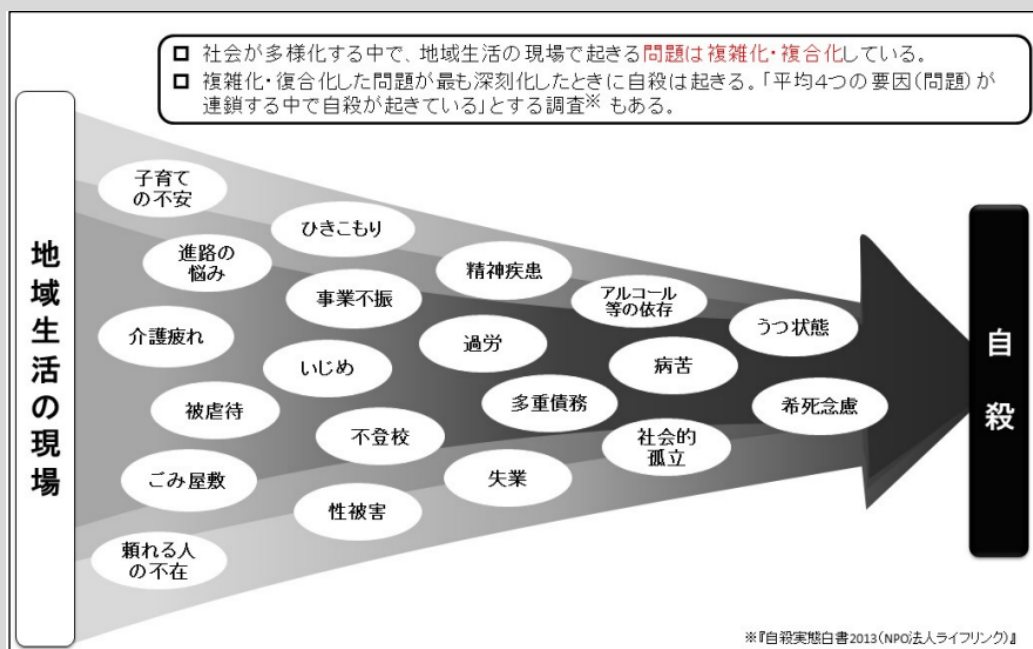 □ 社会が多様化する中で、地域生活の現場で起きる問題は複雑化・複合化している。
□ 複雑化・複合化した問題が最も深刻化したときに自殺は起きる。「平均4つの要因(問題)が
連鎖する中で自殺が起きている」とする調査※ もある。
地域生活の現場
子育て
の不安
進路の
悩み
介護疲れ
被虐待
ごみ屋敷
頼れる人
の不在
ひきこもり
事業不振
いじめ
不登校
性被害
精神疾患
過労
多重債務
失業
アルコール
等の依存
病苦
社会的
孤立
うつ状態
希死念慮
自殺
※『自殺実態白書2013(NPO法人ライフリンク)』